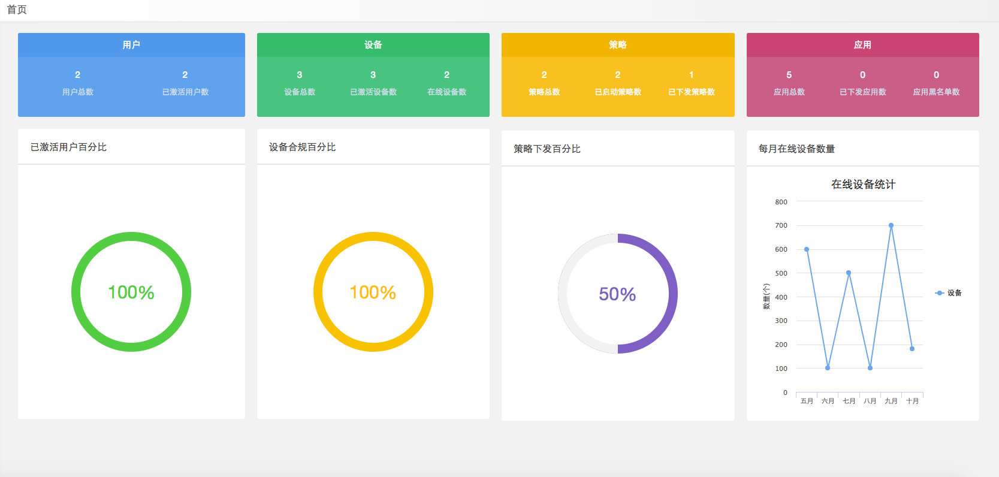 首页
用户
2 2
用户总数 已激活用户数
设备
3 3 2
设备总数 已激活设备数 在线设备数
策略
2 2 1
策略总数 已启动策略数 已下发策略数
应用
5 0 0
应用总数 已下发应用数 应用黑名单数
已激活用户百分比
100%
设备合规百分比
100%
策略下发百分比
50%
每月在线设备数量
在线设备统计
800
700
600
500
400
300
200
100
0
数量(个)
五月 六月 七月 八月 九月 十月
设备